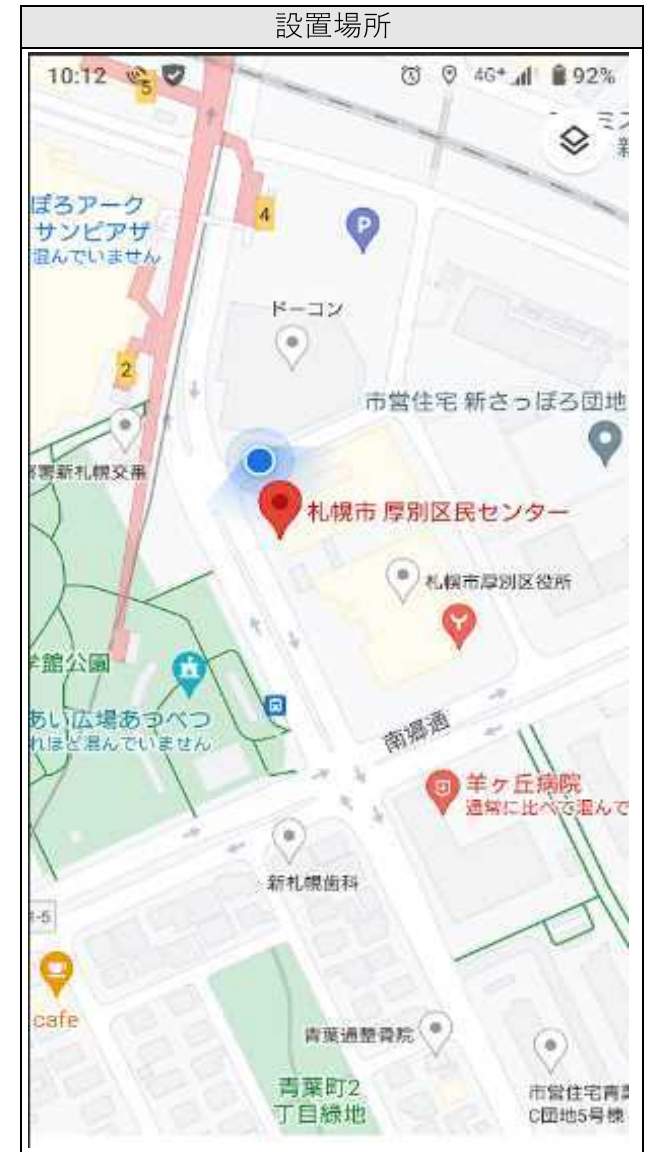 設置場所
10:12
4G+
92%
5
ぽろアーク
サンピアザ
混んでいません
4
P
ドーコン
2
市営住宅 新さっぽろ団地
署新札幌交番
札幌市 厚別区民センター
札幌市厚別区役所
学館公園
あい広場あつべつ
れほど混んでいません
南郷通
羊ヶ丘病院
通常に比べて混んで
新札幌歯科
-5
cafe
青葉通整骨院
青葉町2
丁目緑地
市営住宅青葉
C団地5号棟